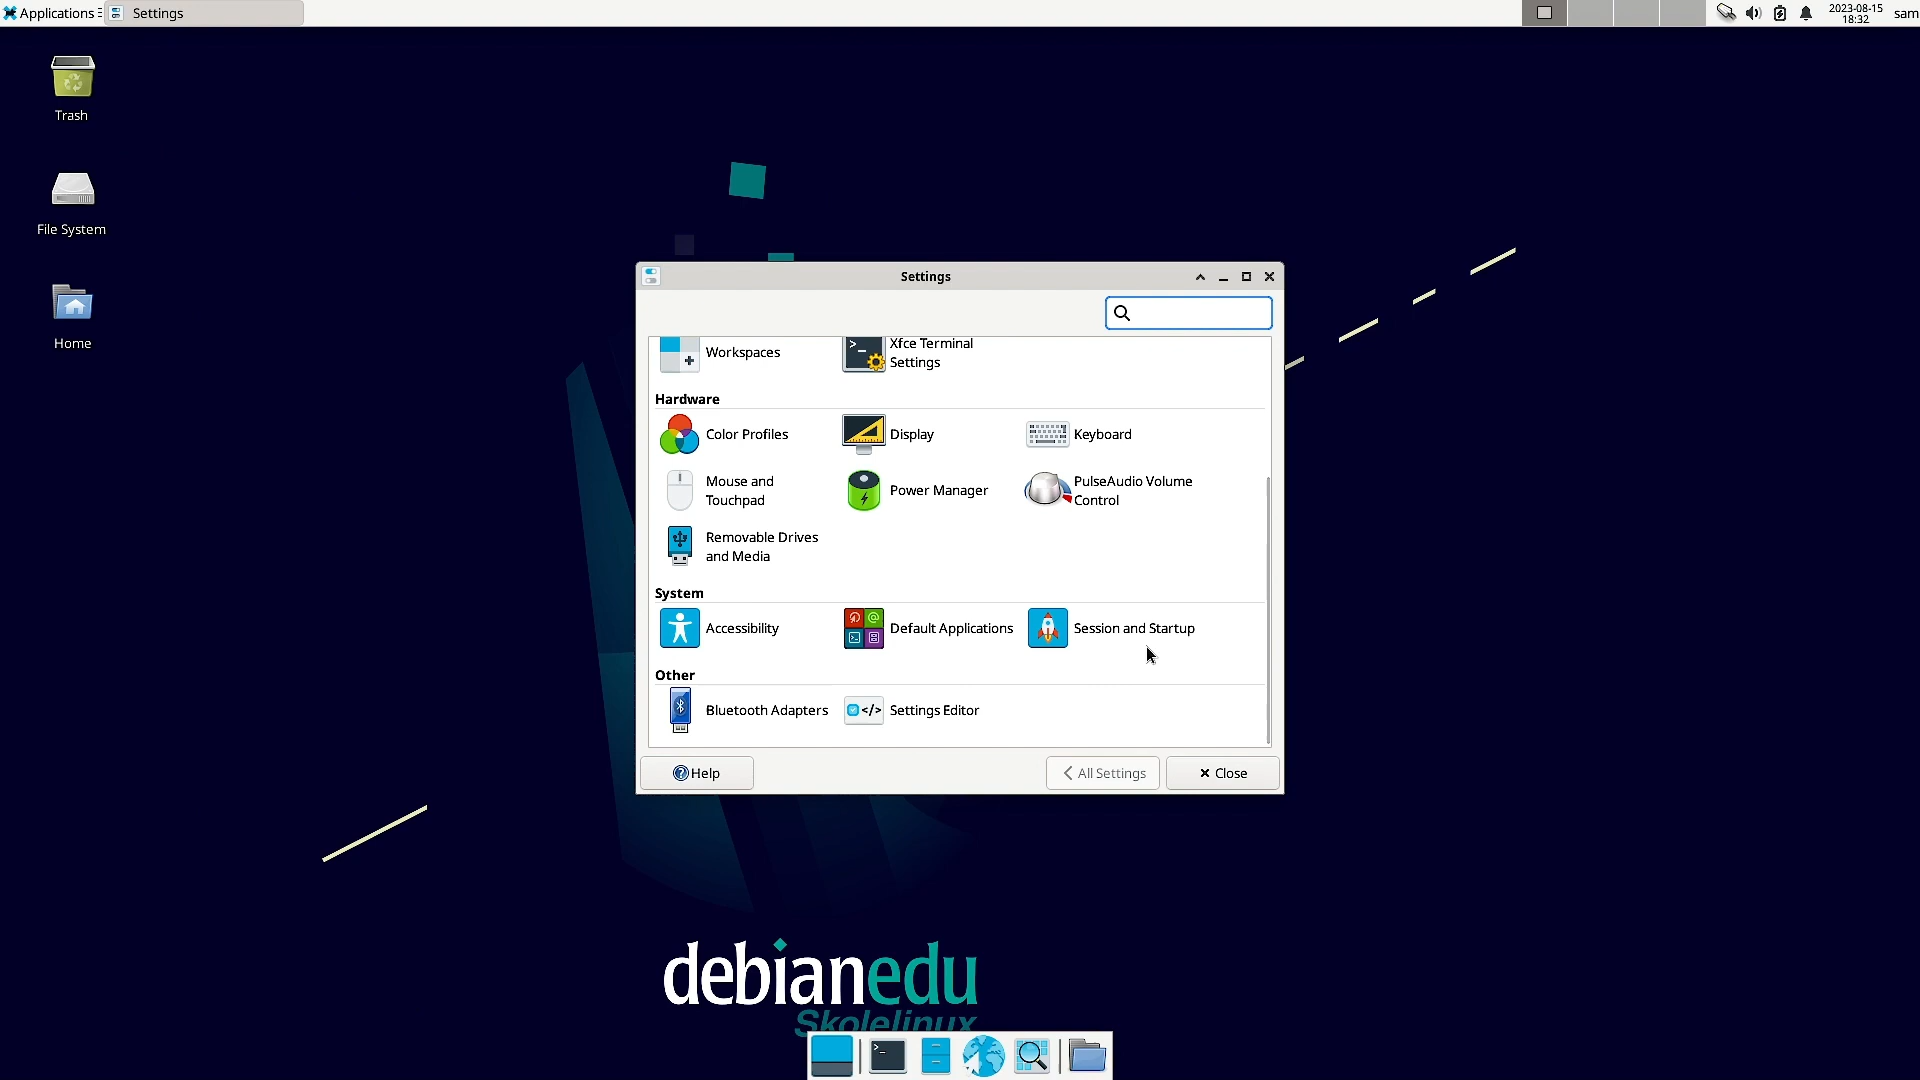 Applications
Settings
2023-08-15
18:32
sam
Trash
File System
Home
Settings
Workspaces
Xfce Terminal
Settings
Hardware
Color Profiles
Display
Keyboard
Mouse and
Touchpad
Power Manager
PulseAudio Volume
Control
Removable Drives
and Media
System
Accessibility
Default Applications
Session and Startup
Other
Bluetooth Adapters
</> Settings Editor
Help
All Settings
Close
debianedu
Skolelinux
>_